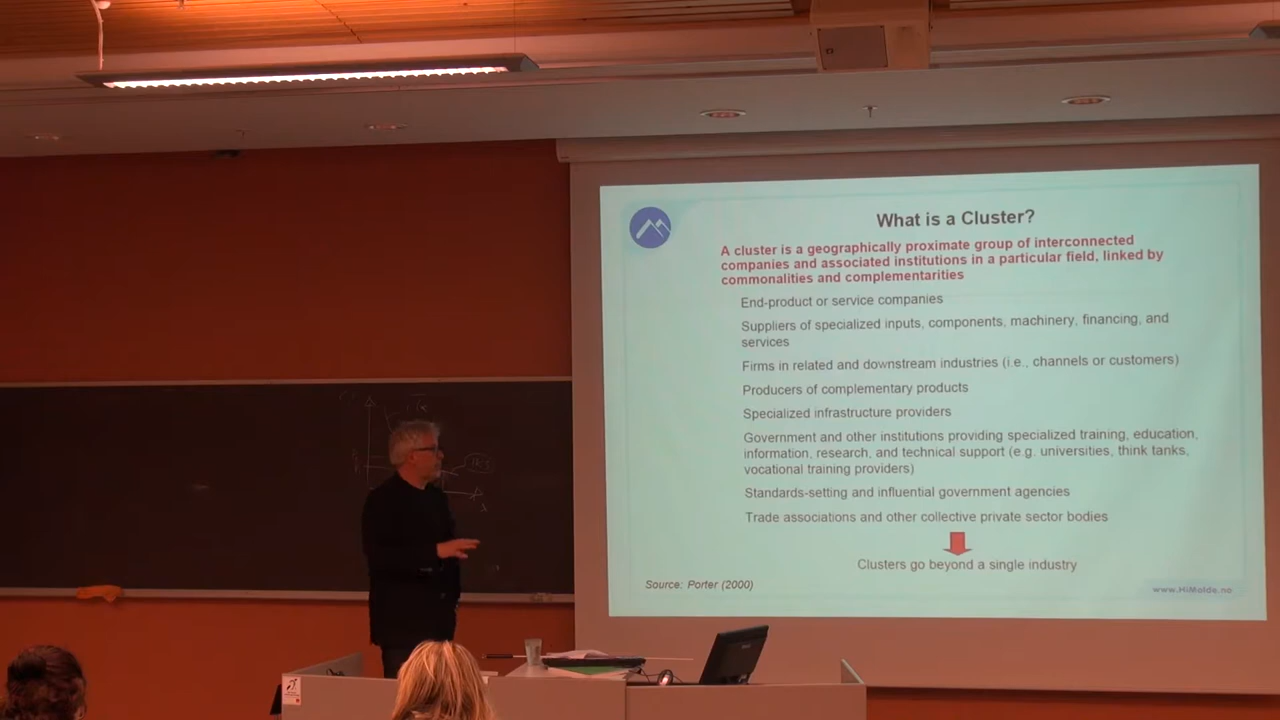 What is a Cluster?
A cluster is a geographically proximate group of interconnected
companies and associated institutions in a particular field, linked by
commonalities and complementarities
End-product or service companies
Suppliers of specialized inputs, components, machinery, financing, and
services
Firms in related and downstream industries (i.e., channels or customers)
Producers of complementary products
Specialized infrastructure providers
Government and other institutions providing specialized training, education,
information, research, and technical support (e.g. universities, think tanks,
vocational training providers)
Standards-setting and influential government agencies
Trade associations and other collective private sector bodies
Clusters go beyond a single industry
Source: Porter (2000)
www.HiMolde.no